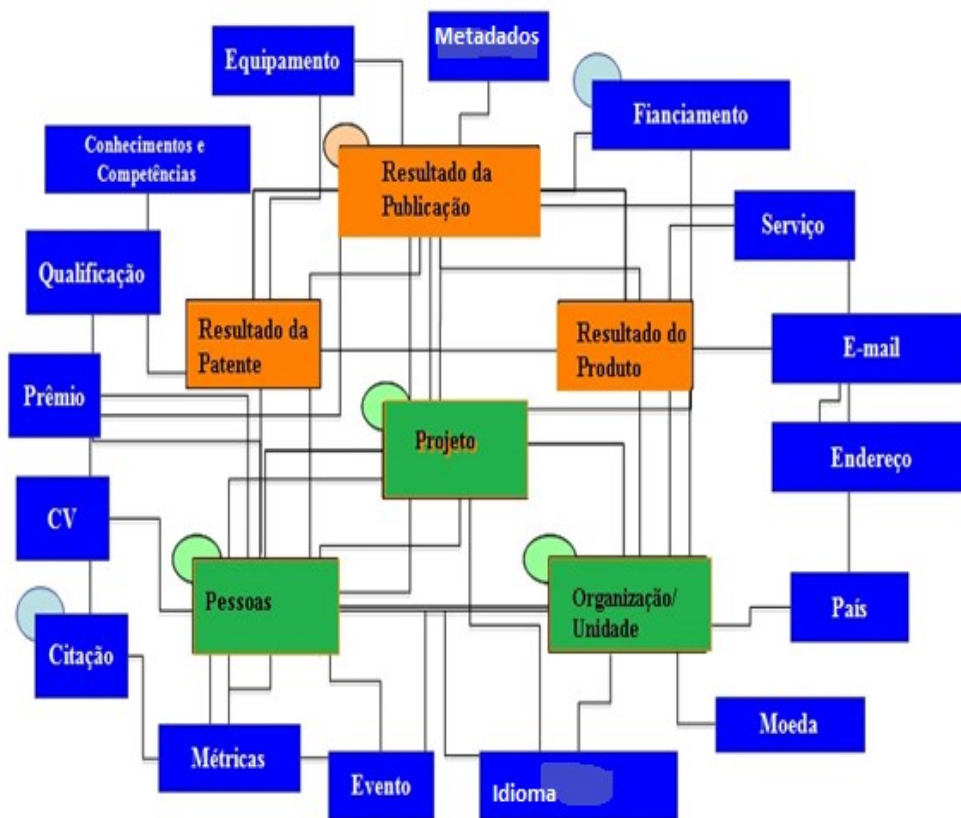 Metadados
Equipamento
Fianciamento
Conhecimentos e
Competências
Resultado da
Publicação
Serviço
Qualificação
Resultado da
Patente
Resultado do
Produto
E-mail
Prêmio
Projeto
Endereço
CV
Pessoas
Organização/
Unidade
País
Citação
Moeda
Métricas
Evento
Idioma